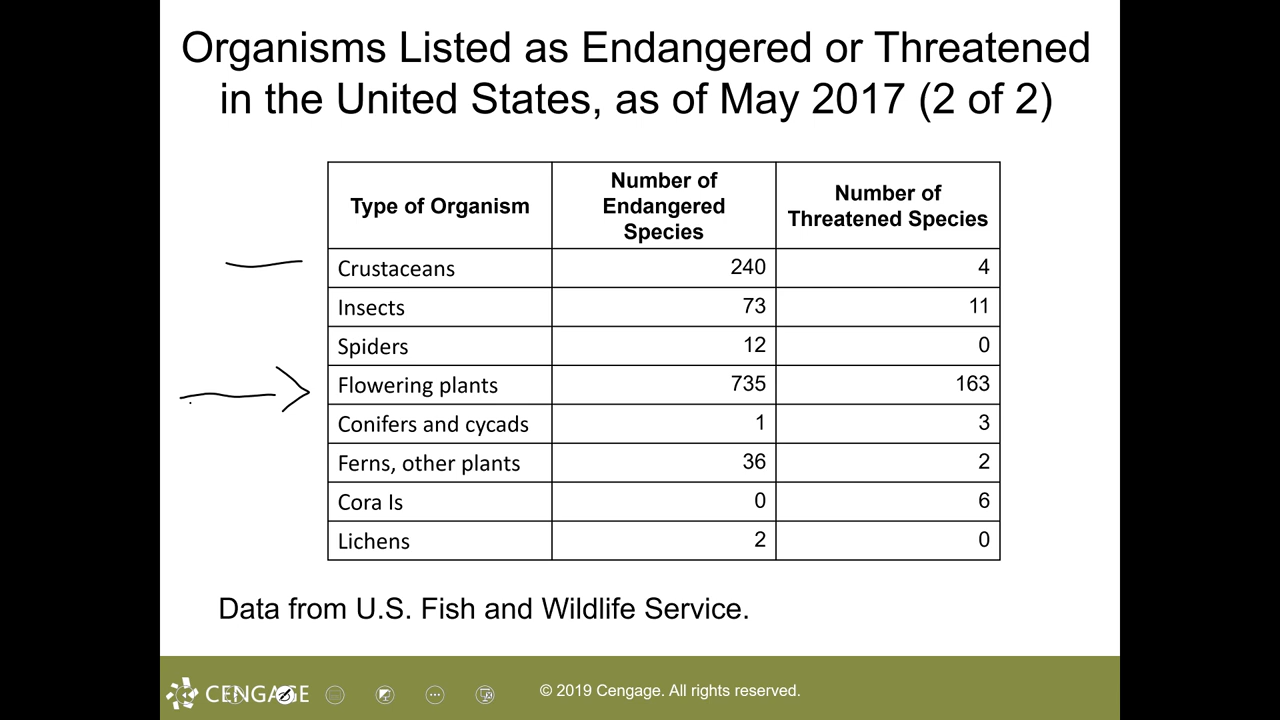 Organisms Listed as Endangered or Threatened
in the United States, as of May 2017 (2 of 2)
Type of Organism
Number of
Endangered
Species
Number of
Threatened Species
Crustaceans 240 4
Insects 73 11
Spiders 12 0
Flowering plants 735 163
Conifers and cycads 1 3
Ferns, other plants 36 2
Cora Is 0 6
Lichens 2 0
Data from U.S. Fish and Wildlife Service.
CENGAGE
© 2019 Cengage. All rights reserved.